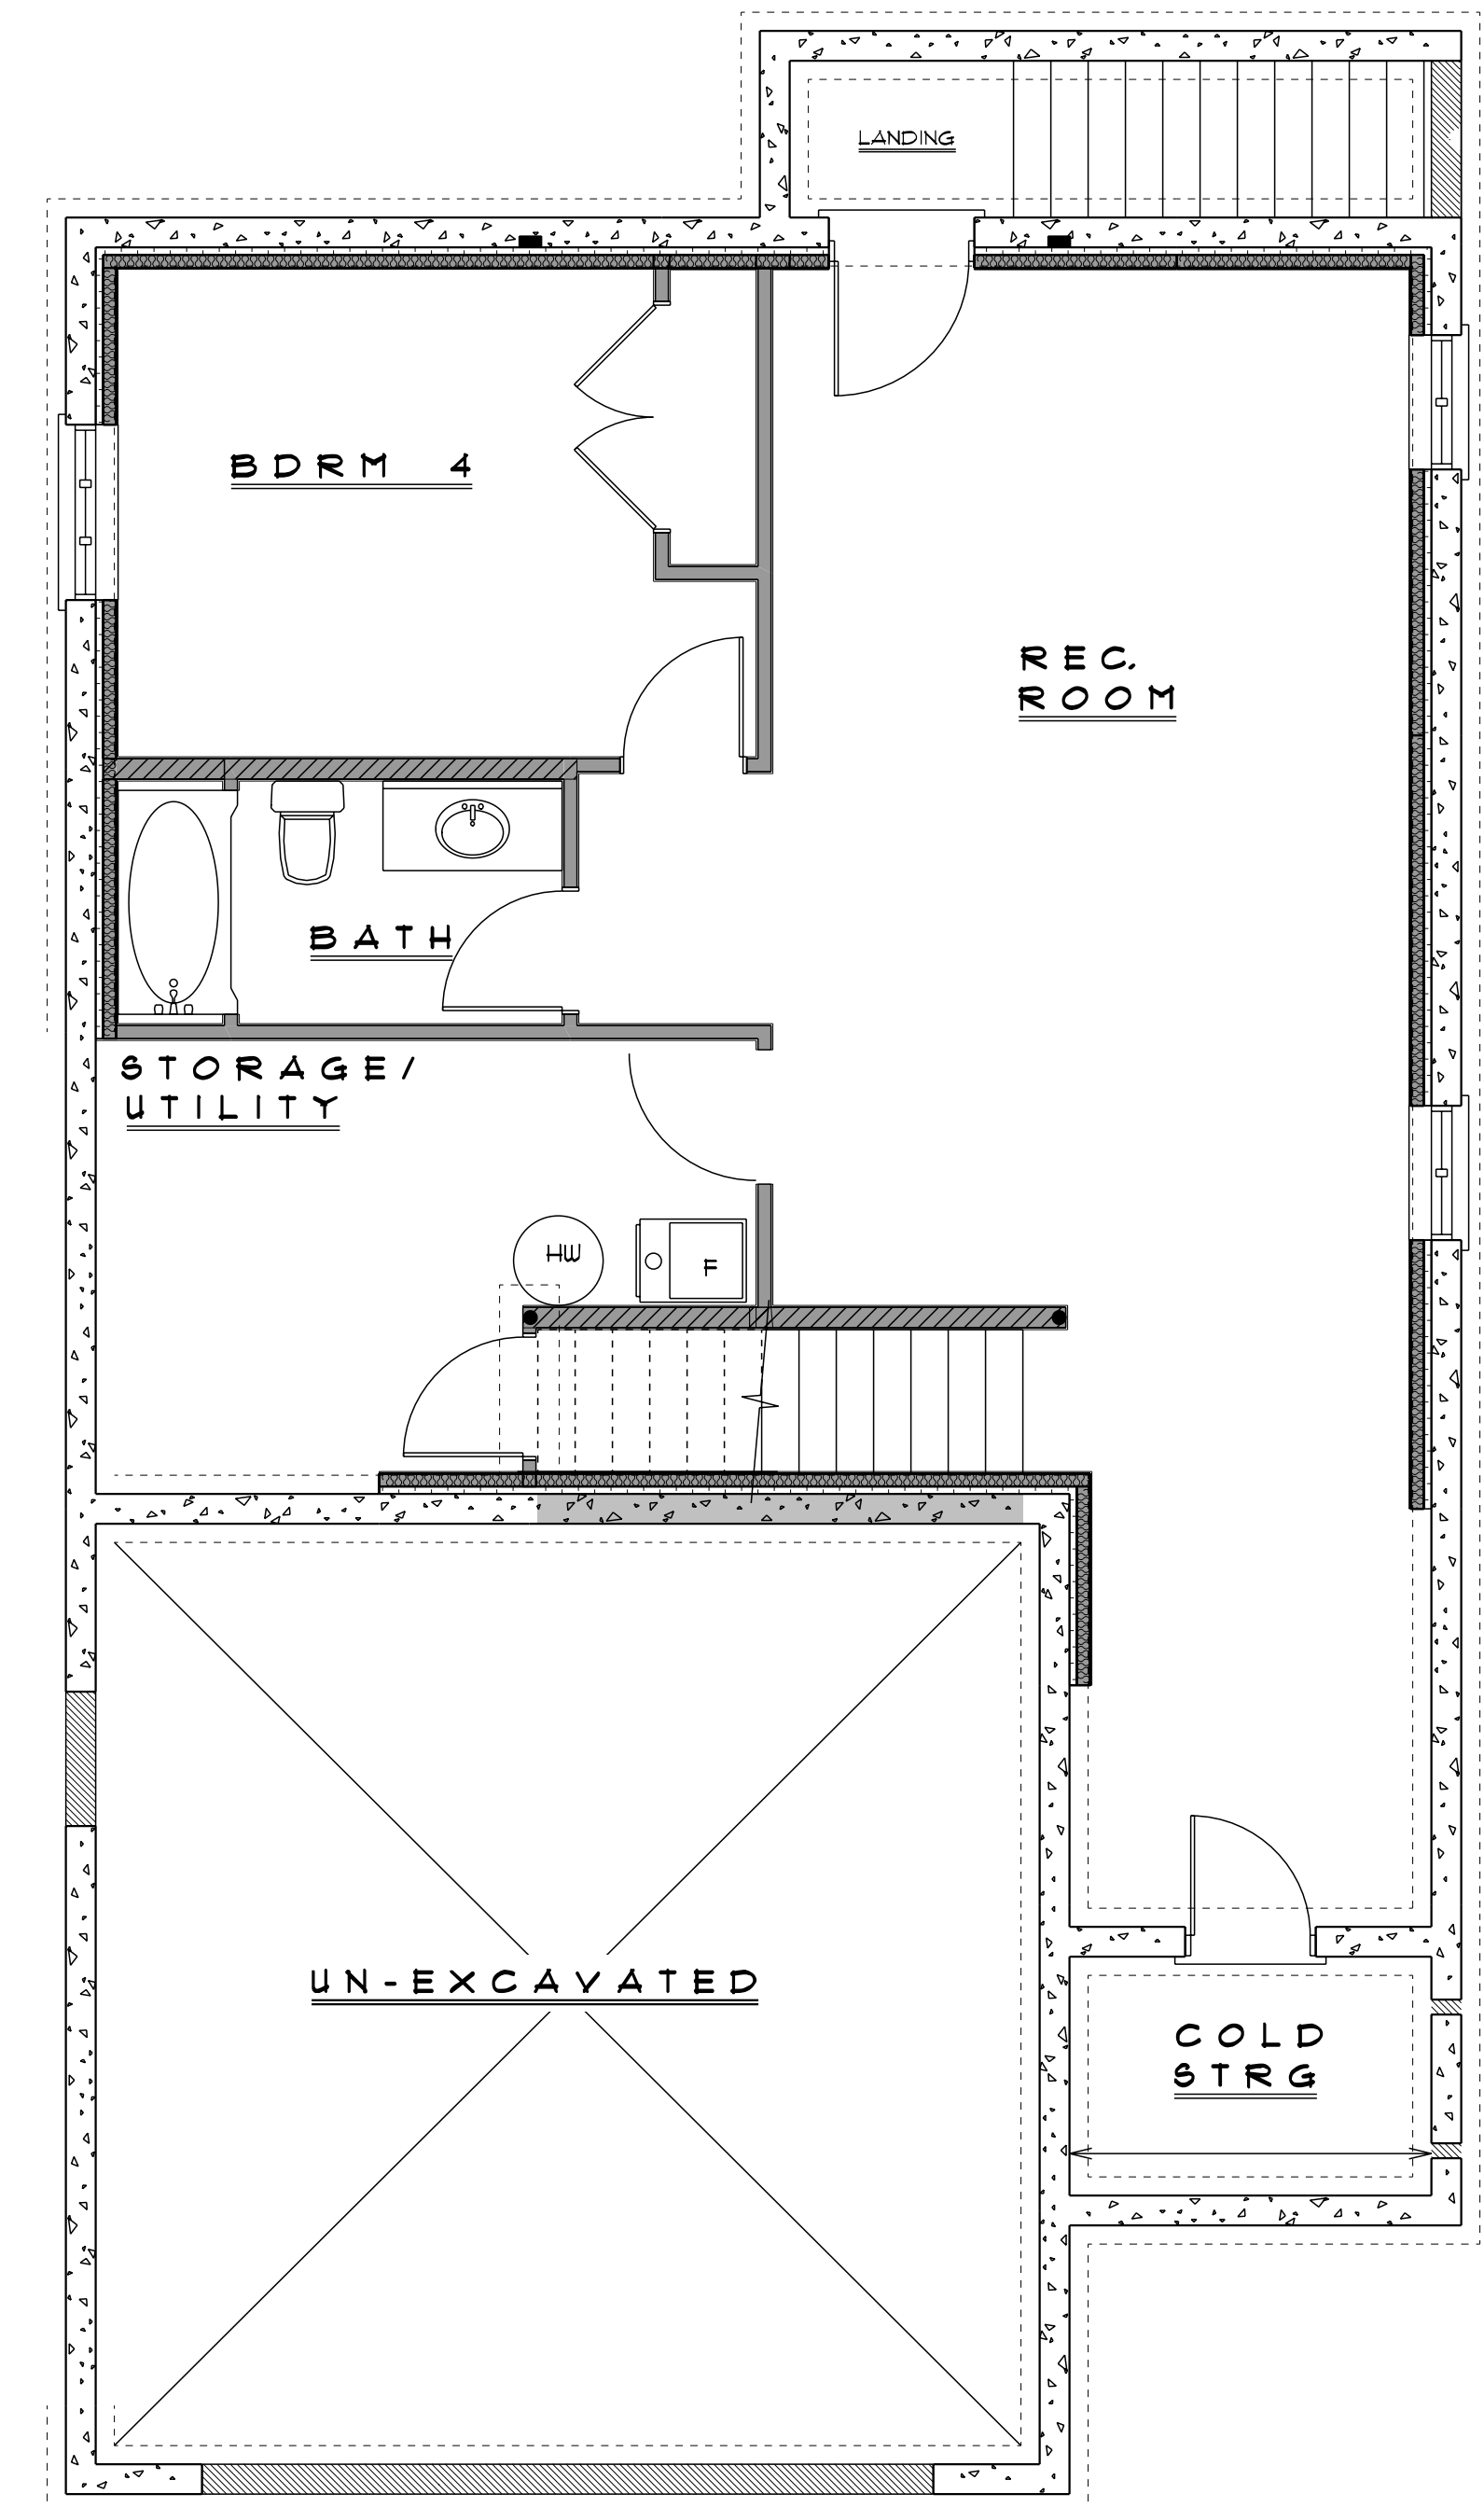 LANDING
BDRM 4
REC.
ROOM
BATH
STORAGE/
UTILITY
HW
F
UN-EXCAVATED
COLD
STRG